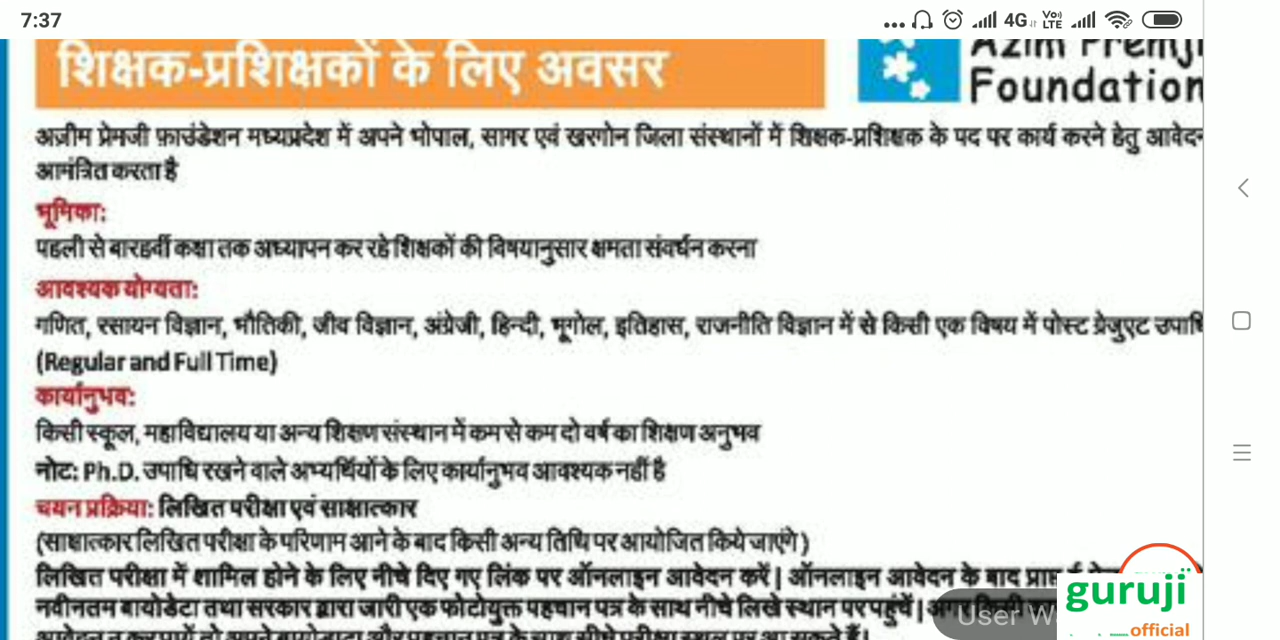 7:37
4G
Vo)
LTE
शिक्षक-प्रशिक्षकों के लिए अवसर
Azim Premji
Foundation
अज़ीम प्रेमजी फ़ाउंडेशन मध्यप्रदेश में अपने भोपाल, सागर एवं खरगोन जिला संस्थानों में शिक्षक-प्रशिक्षक के पद पर कार्य करने हेतु आवेदन
आमंत्रित करता है
भूमिका:
पहली से बारहवीं कक्षा तक अध्यापन कर रहे शिक्षकों की विषयानुसार क्षमता संवर्धन करना
आवश्यक योग्यता:
गणित, रसायन विज्ञान, भौतिकी, जीव विज्ञान, अंग्रेजी, हिन्दी, भूगोल, इतिहास, राजनीति विज्ञान में से किसी एक विषय में पोस्ट ग्रेजुएट उपाधि
(Regular and Full Time)
कार्यानुभव:
किसी स्कूल, महाविद्यालय या अन्य शिक्षण संस्थान में कम से कम दो वर्ष का शिक्षण अनुभव
नोट: Ph.D. उपाधि रखने वाले अभ्यर्थियों के लिए कार्यानुभव आवश्यक नहीं है
चयन प्रक्रिया: लिखित परीक्षा एवं साक्षात्कार
(साक्षात्कार लिखित परीक्षा के परिणाम आने के बाद किसी अन्य तिथि पर आयोजित किये जाएंगे)
लिखित परीक्षा में शामिल होने के लिए नीचे दिए गए लिंक पर ऑनलाइन आवेदन करें | ऑनलाइन आवेदन के बाद
नवीनतम बायोडेटा तथा सरकार द्वारा जारी एक फोटोयुक्त पहचान पत्र के साथ नीचे लिखे स्थान पर पहुंचें |
User
guruji
official